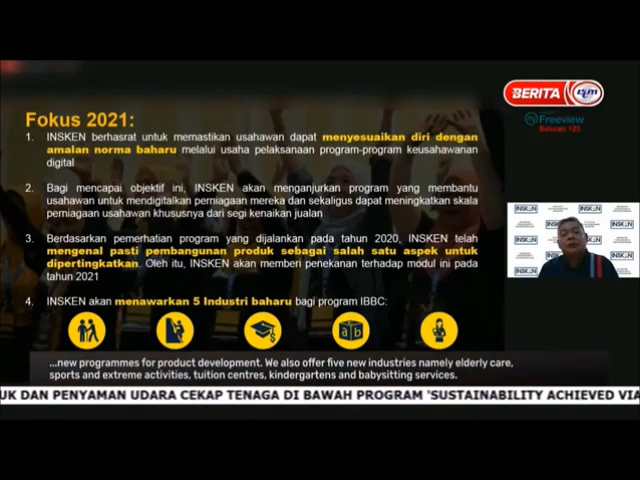 BERITA
RTM
myFreeview
Saluran 123
Fokus 2021:
1. INSKEN berhasrat untuk memastikan usahawan dapat menyesuaikan diri dengan
amalan norma baharu melalui usaha pelaksanaan program-program keusahawanan
digital
2. Bagi mencapai objektif ini, INSKEN akan menganjurkan program yang membantu
usahawan untuk mendigitalkan perniagaan mereka dan sekaligus dapat meningkatkan skala
perniagaan usahawan khususnya dari segi kenaikan jualan
3. Berdasarkan pemerhatian program yang dijalankan pada tahun 2020, INSKEN telah
mengenal pasti pembangunan produk sebagai salah satu aspek untuk
dipertingkatkan. Oleh itu, INSKEN akan memberi penekanan terhadap modul ini pada
tahun 2021
4. INSKEN akan menawarkan 5 Industri baharu bagi program IBBC:
INSKEN
INSKEN
INSKEN
INSKEN
...new programmes for product development. We also offer five new industries namely elderly care,
sports and extreme activities, tuition centres, kindergartens and babysitting services.
UK DAN PENYAMAN UDARA CEKAP TENAGA DI BAWAH PROGRAM 'SUSTAINABILITY ACHIEVED VIA